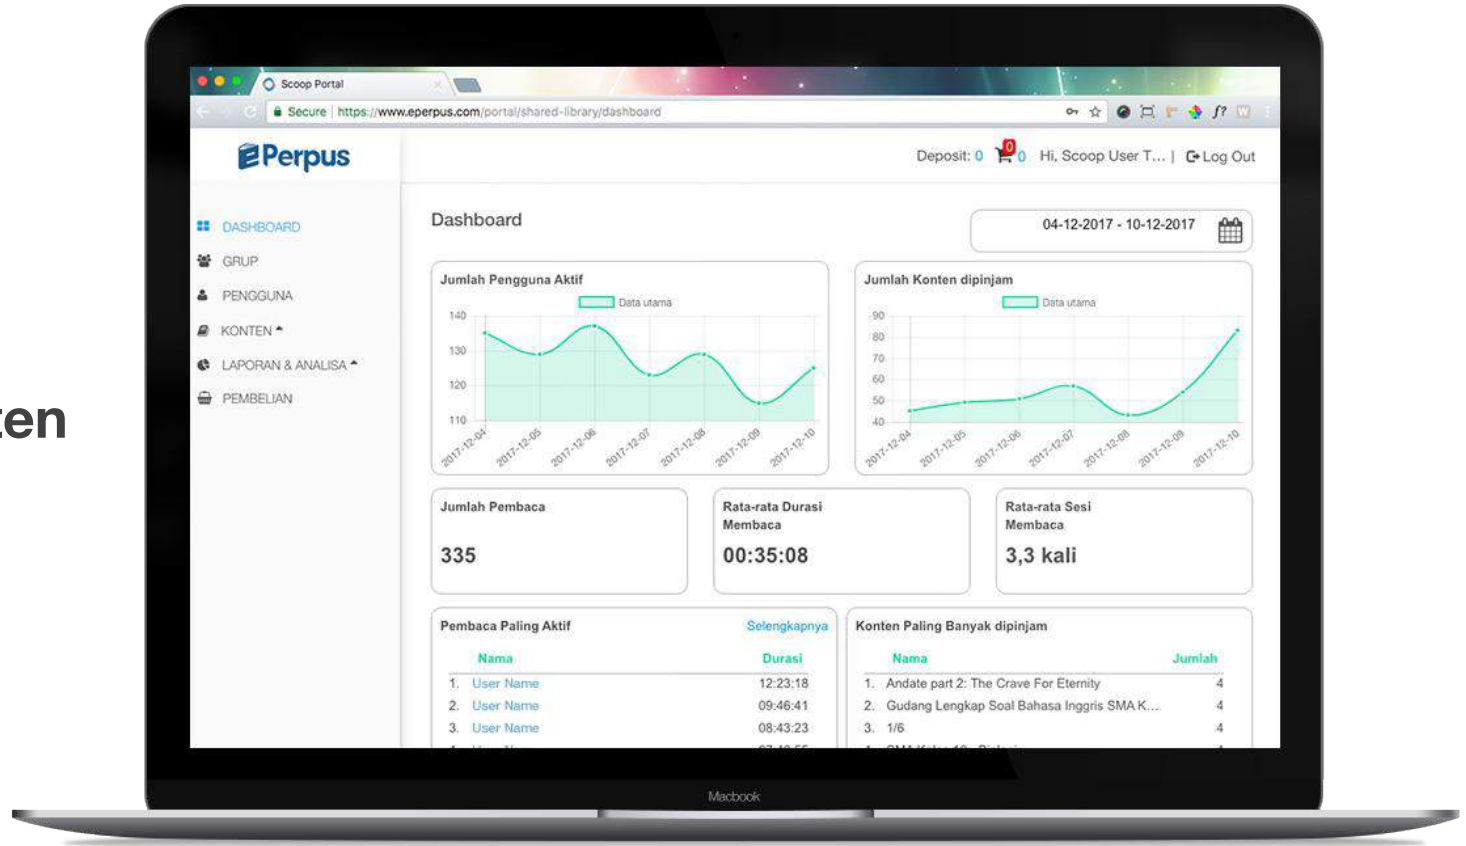 Scoop Portal
Secure | https://www.eperpus.com/portal/shared-library/dashboard
f?
ePerpus
Deposit: 0 0 0 Hi, Scoop User T... | Log Out
DASHBOARD
GRUP
PENGGUNA
KONTEN
LAPORAN & ANALISA
PEMBELIAN
ten
Dashboard
04-12-2017 - 10-12-2017
Jumlah Pengguna Aktif
Data utama
140
130
120
110
2017-12-04 2017-12-05 2017-12-06 2017-12-07 2017-12-08 2017-12-09 2017-12-10
Jumlah Konten dipinjam
Data utama
90
80
70
60
50
40
2017-12-04 2017-12-05 2017-12-06 2017-12-07 2017-12-08 2017-12-09 2017-12-10
Jumlah Pembaca
335
Rata-rata Durasi
Membaca
00:35:08
Rata-rata Sesi
Membaca
3,3 kali
Pembaca Paling Aktif Selengkapnya
Nama Durasi
1. User Name 12:23:18
2. User Name 09:46:41
3. User Name 08:43:23
Konten Paling Banyak dipinjam
Nama Jumlah
1. Andate part 2: The Crave For Eternity 4
2. Gudang Lengkap Soal Bahasa Inggris SMA K... 4
3. 1/6 4
Macbook